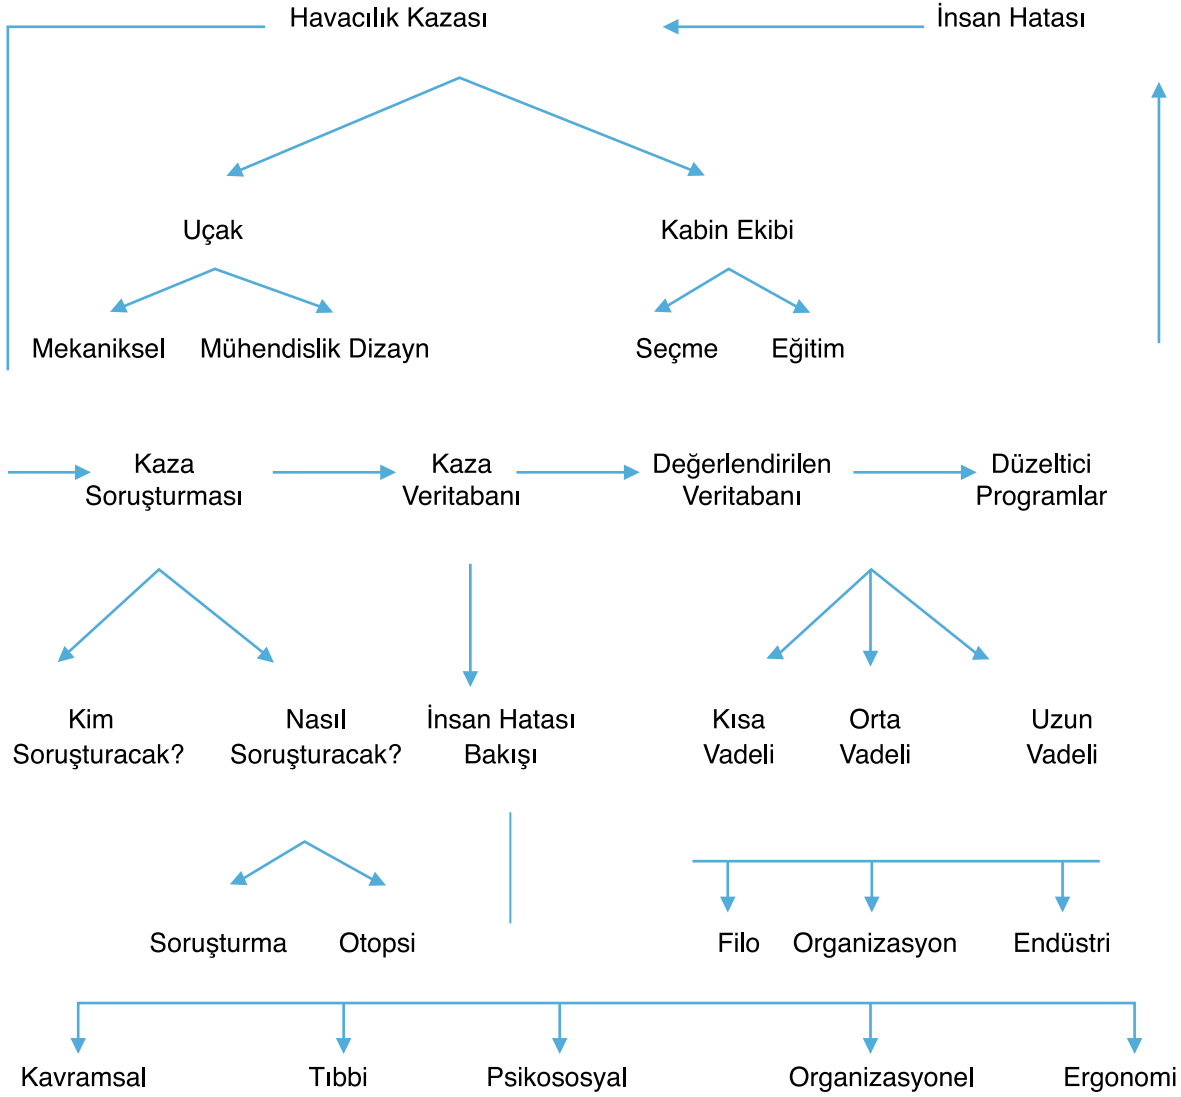 Havacılık Kazası
İnsan Hatası
Uçak
Kabin Ekibi
Mekaniksel
Mühendislik Dizayn
Seçme
Eğitim
Kaza
Soruşturması
Kaza
Veritabanı
Değerlendirilen
Veritabanı
Düzeltici
Programlar
Kim
Soruşturacak?
Nasıl
Soruşturacak?
İnsan Hatası
Bakışı
Kısa
Vadeli
Orta
Vadeli
Uzun
Vadeli
Soruşturma
Otopsi
Filo
Organizasyon
Endüstri
Kavramsal
Tıbbi
Psikososyal
Organizasyonel
Ergonomi